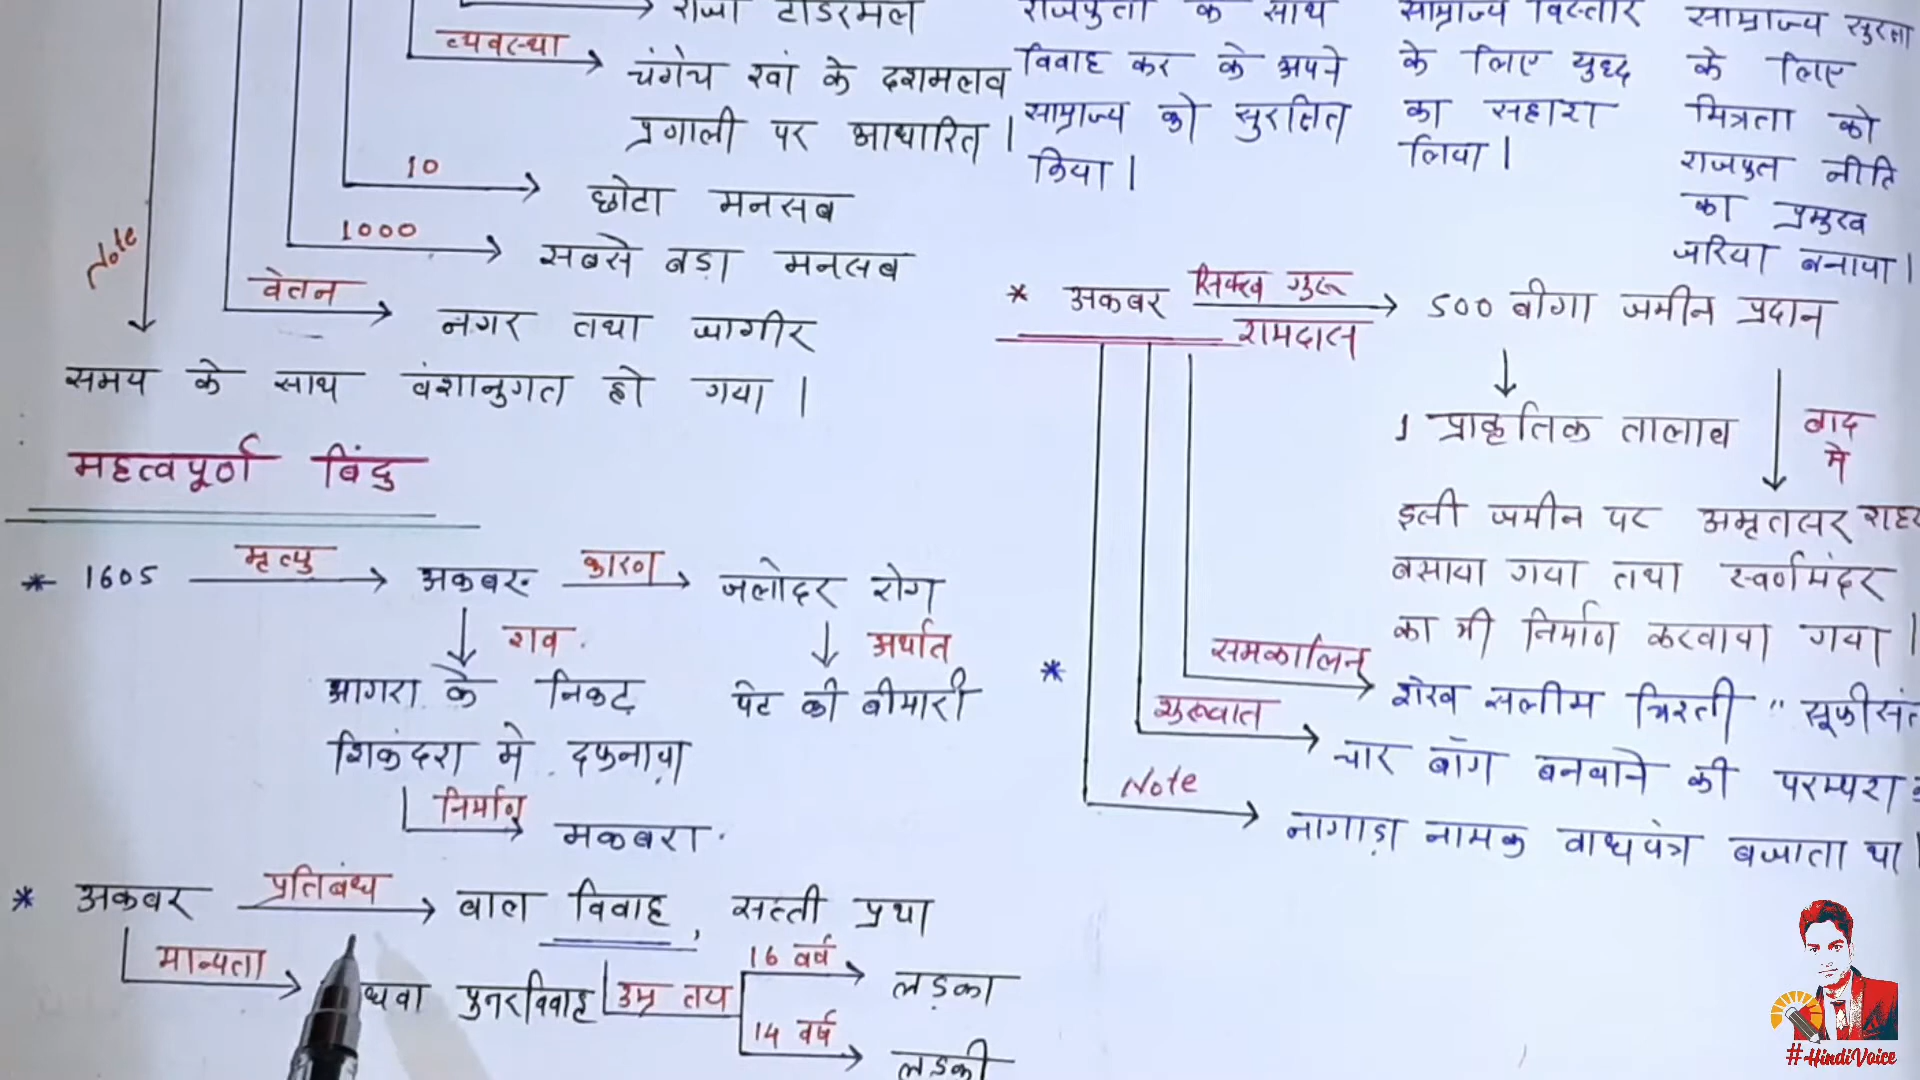 राजा टोडरमल
व्यवस्था
चंगेच खां के दशमलव
प्रणाली पर आधारित |
10
छोटा मनसब
1000
सबसे बड़ा मनसब
वेतन
नगर तथा जागीर
Note
समय के साथ वंशानुगत हो गया |
महत्वपूर्ण बिंदु
* 1605 मृत्यु अकबर कारण जलोदर रोग
शव अर्थात
आगरा के निकट पेट की बीमारी
शिकंदरा मे दफनाया
निर्माण
मकबरा
* अकबर प्रतिबंध बाल विवाह, सत्ती प्रथा
मान्यता
पुनरविवाह उम्र तय 16 वर्ष लड़का
14 वर्ष लड़की
राजपुतो के साथ
विवाह कर के अपने
साम्राज्य को सुरक्षित
किया |
साम्राज्य विस्तार
के लिए युध्द
का सहारा
लिया |
साम्राज्य सुरक्षा
के लिए
मित्रता को
राजपुत नीति
का प्रमुख
जरिया बनाया |
* अकबर सिक्ख गुरू रामदास 500 बीगा जमीन प्रदान
1 प्राकृतिक तालाब
बाद मे
इसी जमीन पर अमृतसर
बसाया गया तथा स्वर्णमंदिर
का भी निर्माण करवाया गया |
* समकालिन शेख सलीम चिश्ती "
शुरूवात चार बाग बनवाने की परम्परा
Note नागाड़ा नामक वाद्ययंत्र बजाता था |
#HindiVoice